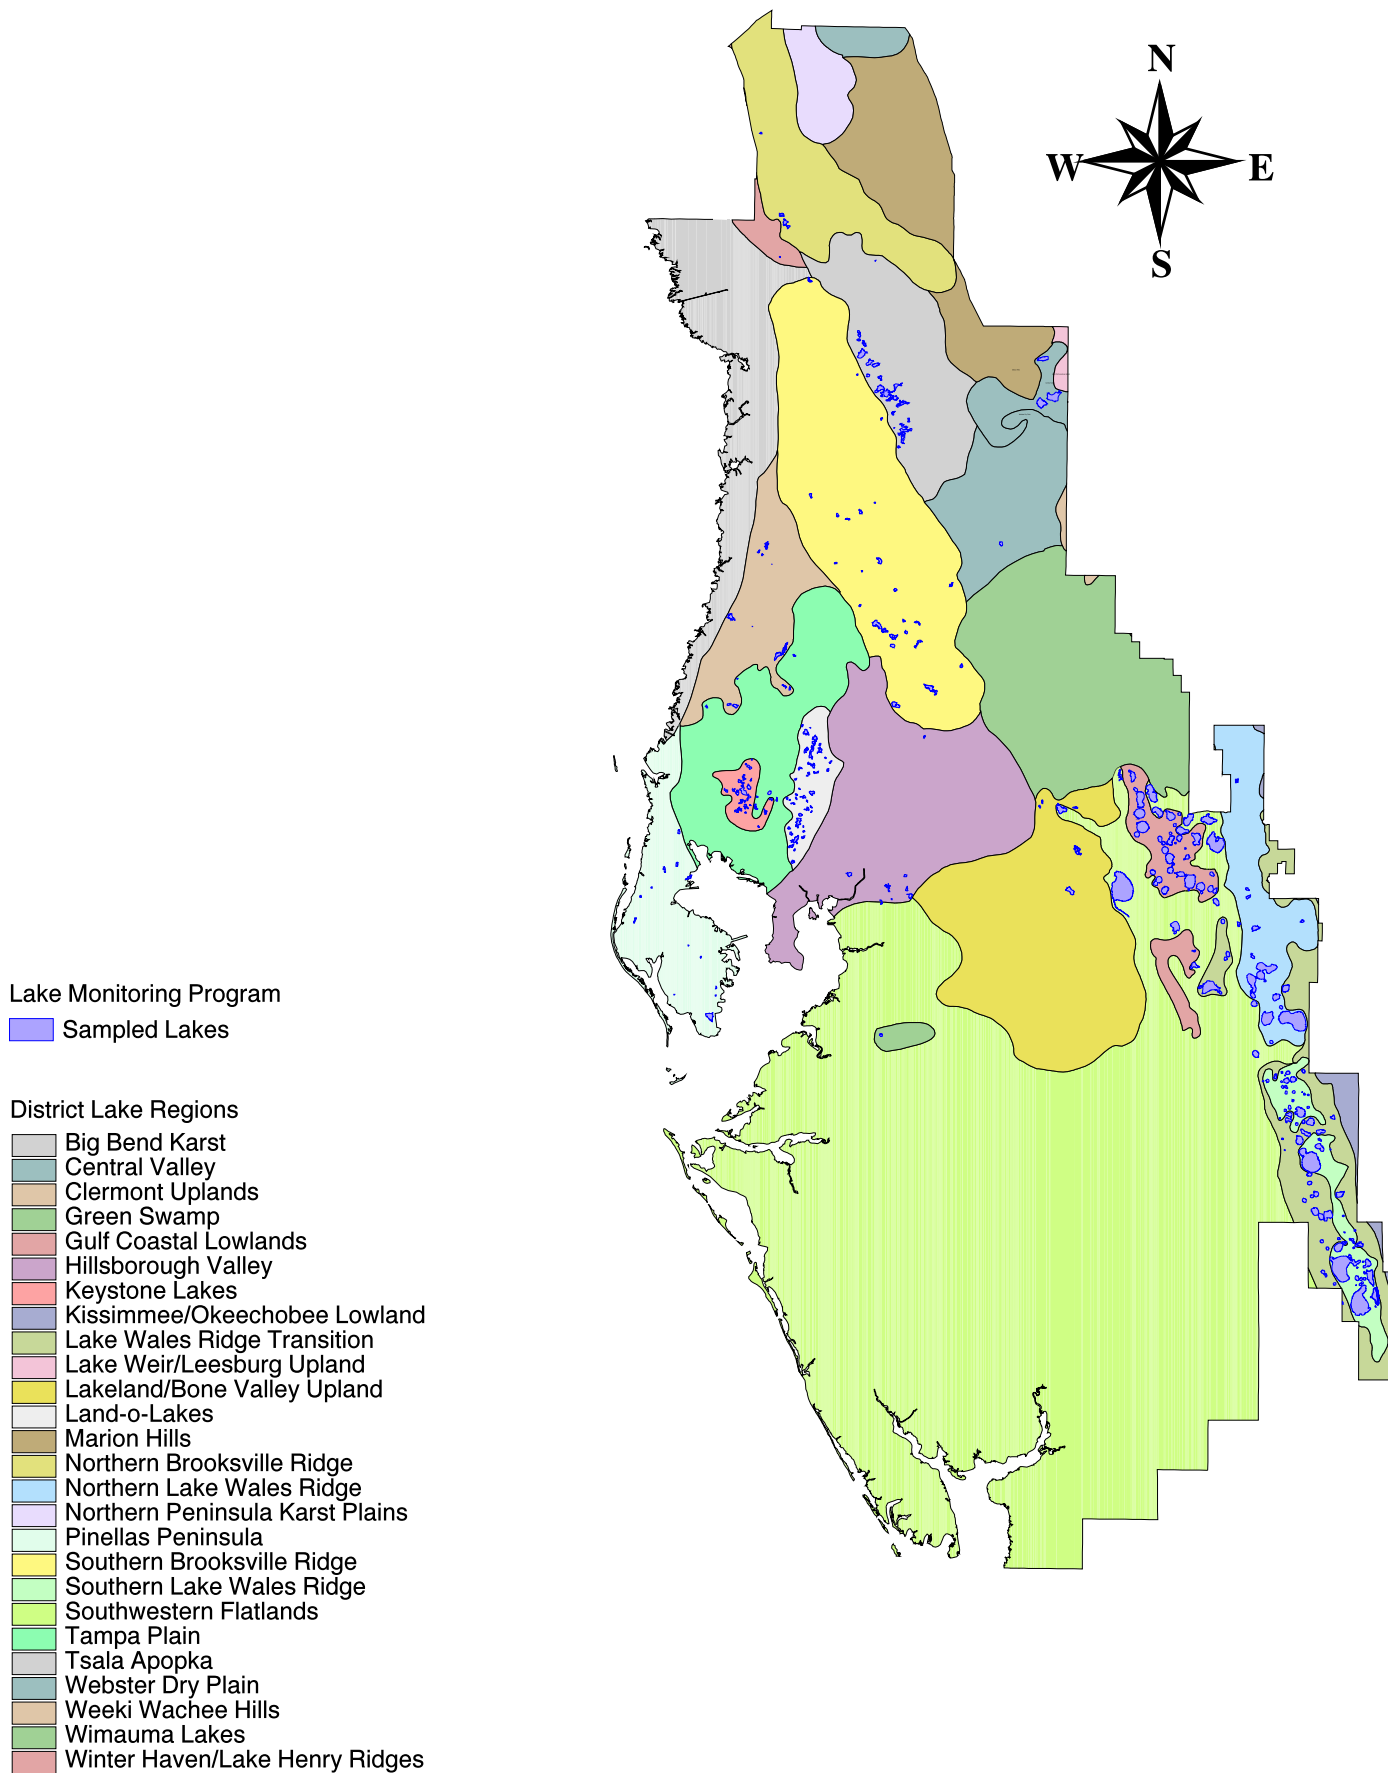 N
W
E
S
Lake Monitoring Program
Sampled Lakes
District Lake Regions
Big Bend Karst
Central Valley
Clermont Uplands
Green Swamp
Gulf Coastal Lowlands
Hillsborough Valley
Keystone Lakes
Kissimmee/Okeechobee Lowland
Lake Wales Ridge Transition
Lake Weir/Leesburg Upland
Lakeland/Bone Valley Upland
Land-o-Lakes
Marion Hills
Northern Brooksville Ridge
Northern Lake Wales Ridge
Northern Peninsula Karst Plains
Pinellas Peninsula
Southern Brooksville Ridge
Southern Lake Wales Ridge
Southwestern Flatlands
Tampa Plain
Tsala Apopka
Webster Dry Plain
Weeki Wachee Hills
Wimauma Lakes
Winter Haven/Lake Henry Ridges